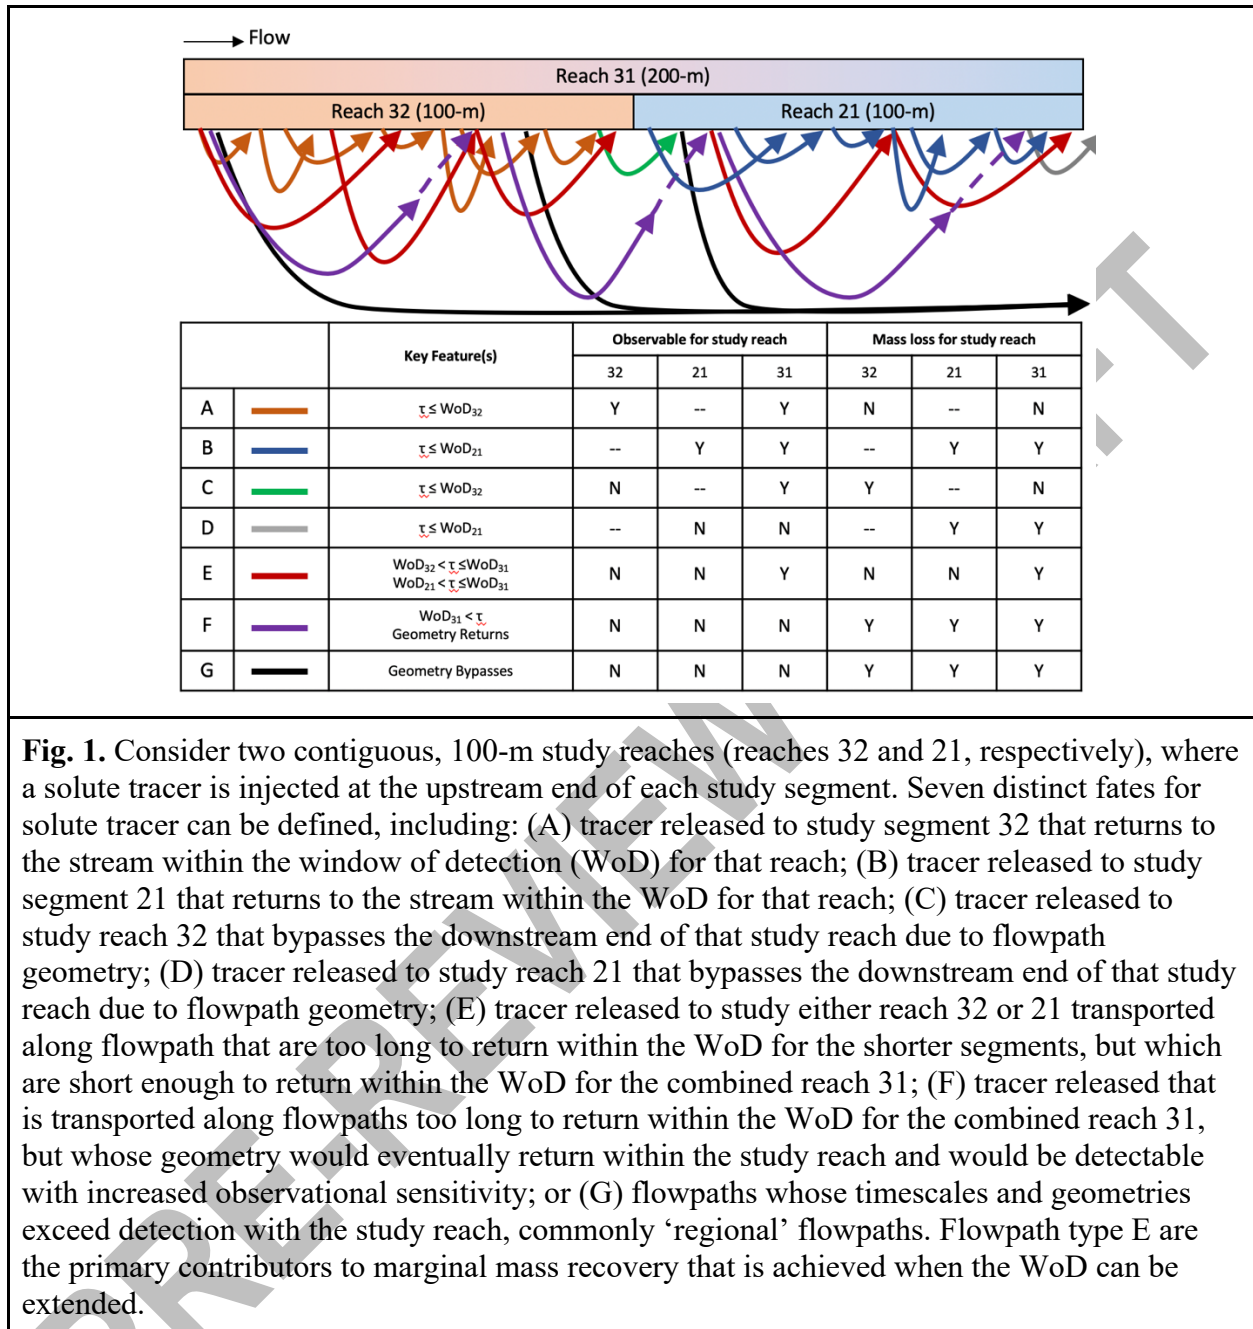 Flow
Reach 31 (200-m)
Reach 32 (100-m) Reach 21 (100-m)
Key Feature(s) Observable for study reach Mass loss for study reach
32 21 31 32 21 31
A τ ≤ WoD32 Y -- Y N -- N
B τ ≤ WoD21 -- Y Y -- Y Y
C τ ≤ WoD32 N -- Y Y -- N
D τ ≤ WoD21 -- N N -- Y Y
E WoD32 < τ ≤WoD31 N N Y N N Y
WoD21 < τ ≤WoD31
F WoD31 < τ N N N Y Y Y
Geometry Returns
G Geometry Bypasses N N N Y Y Y
Fig. 1. Consider two contiguous, 100-m study reaches (reaches 32 and 21, respectively), where
a solute tracer is injected at the upstream end of each study segment. Seven distinct fates for
solute tracer can be defined, including: (A) tracer released to study segment 32 that returns to
the stream within the window of detection (WoD) for that reach; (B) tracer released to study
segment 21 that returns to the stream within the WoD for that reach; (C) tracer released to
study reach 32 that bypasses the downstream end of that study reach due to flowpath
geometry; (D) tracer released to study reach 21 that bypasses the downstream end of that study
reach due to flowpath geometry; (E) tracer released to study either reach 32 or 21 transported
along flowpath that are too long to return within the WoD for the shorter segments, but which
are short enough to return within the WoD for the combined reach 31; (F) tracer released that
is transported along flowpaths too long to return within the WoD for the combined reach 31,
but whose geometry would eventually return within the study reach and would be detectable
with increased observational sensitivity; or (G) flowpaths whose timescales and geometries
exceed detection with the study reach, commonly ‘regional’ flowpaths. Flowpath type E are
the primary contributors to marginal mass recovery that is achieved when the WoD can be
extended.
PRE-REVIEW